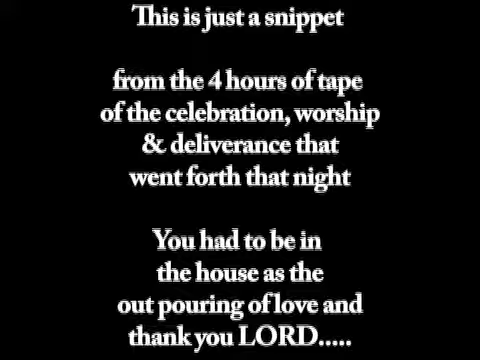 This is just a snippet
from the 4 hours of tape
of the celebration, worship
& deliverance that
went forth that night
You had to be in
the house as the
out pouring of love and
thank you LORD.....